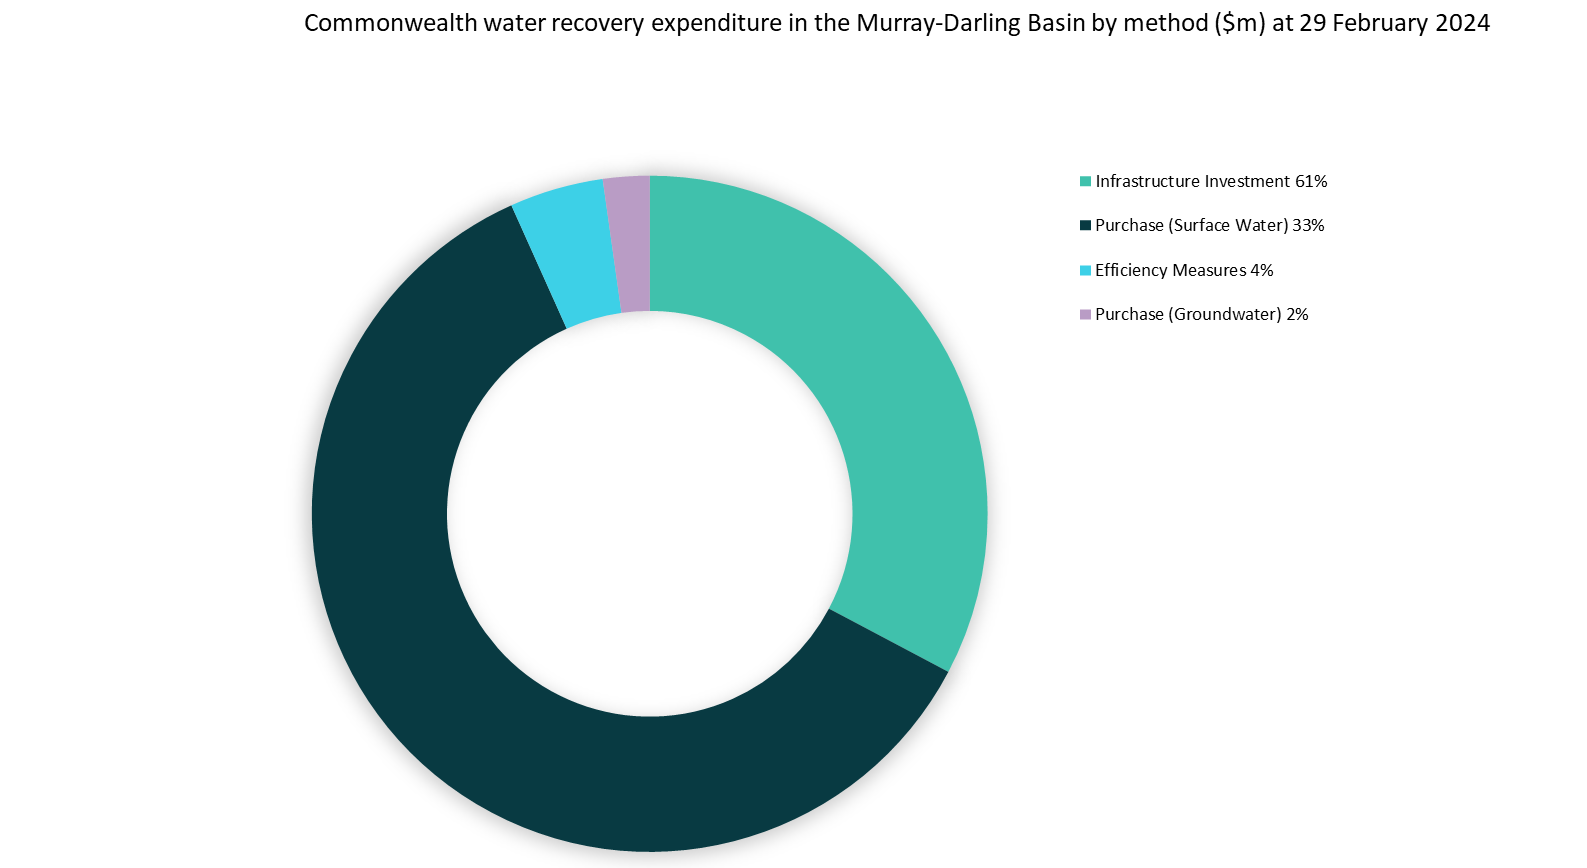 Commonwealth water recovery expenditure in the Murray-Darling Basin by method ($m) at 29 February 2024
Infrastructure Investment 61%
Purchase (Surface Water) 33%
Efficiency Measures 4%
Purchase (Groundwater) 2%